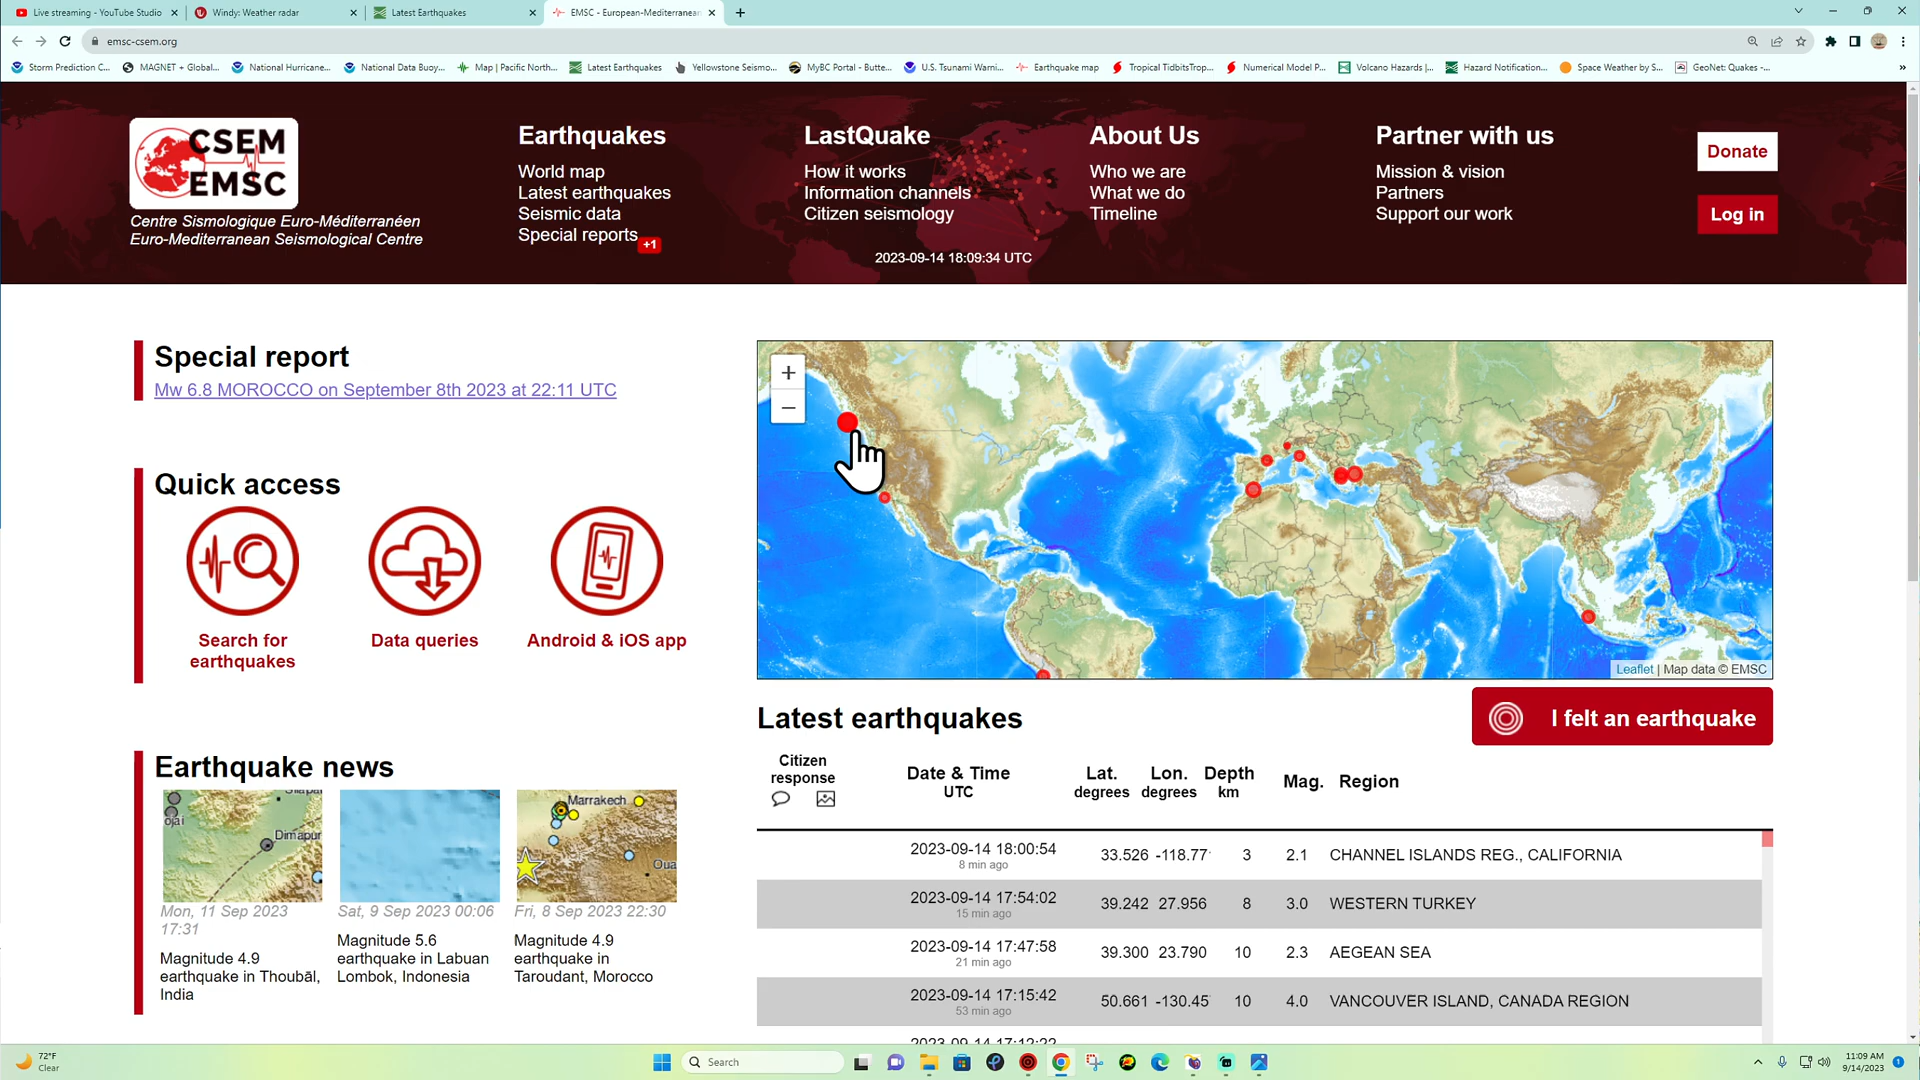 Live streaming - YouTube Studio
Windy: Weather radar
Latest Earthquakes
EMSC - European-Mediterranean
emsc-csem.org
Storm Prediction C...
MAGNET + Global...
National Hurricane...
National Data Buoy...
Map | Pacific North...
Latest Earthquakes
Yellowstone Seismo...
MyBC Portal - Butte...
U.S. Tsunami Warni...
Earthquake map
Tropical TidbitsTrop...
Numerical Model P...
Volcano Hazards |...
Hazard Notification...
Space Weather by S...
GeoNet: Quakes -...
CSEM
EMSC
Centre Sismologique Euro-Méditerranéen
Euro-Mediterranean Seismological Centre
Earthquakes
World map
Latest earthquakes
Seismic data
Special reports
+1
LastQuake
How it works
Information channels
Citizen seismology
About Us
Who we are
What we do
Timeline
Partner with us
Mission & vision
Partners
Support our work
Donate
Log in
2023-09-14 18:09:34 UTC
Special report
Mw 6.8 MOROCCO on September 8th 2023 at 22:11 UTC
Quick access
Search for
earthquakes
Data queries
Android & iOS app
Earthquake news
ojai
Dimapur
Marrakech
Oua
Mon, 11 Sep 2023
17:31
Magnitude 4.9
earthquake in Thoubāl,
India
Sat, 9 Sep 2023 00:06
Magnitude 5.6
earthquake in Labuan
Lombok, Indonesia
Fri, 8 Sep 2023 22:30
Magnitude 4.9
earthquake in
Taroudant, Morocco
+
−
Leaflet | Map data © EMSC
Latest earthquakes
I felt an earthquake
Citizen
response
Date & Time
UTC
Lat.
degrees
Lon.
degrees
Depth
km
Mag.
Region
2023-09-14 18:00:54 33.526 -118.77 3 2.1 CHANNEL ISLANDS REG., CALIFORNIA
8 min ago
2023-09-14 17:54:02 39.242 27.956 8 3.0 WESTERN TURKEY
15 min ago
2023-09-14 17:47:58 39.300 23.790 10 2.3 AEGEAN SEA
21 min ago
2023-09-14 17:15:42 50.661 -130.45 10 4.0 VANCOUVER ISLAND, CANADA REGION
53 min ago
2023-09-14 17:12:22
72°F
Clear
Search
11:09 AM
9/14/2023
1